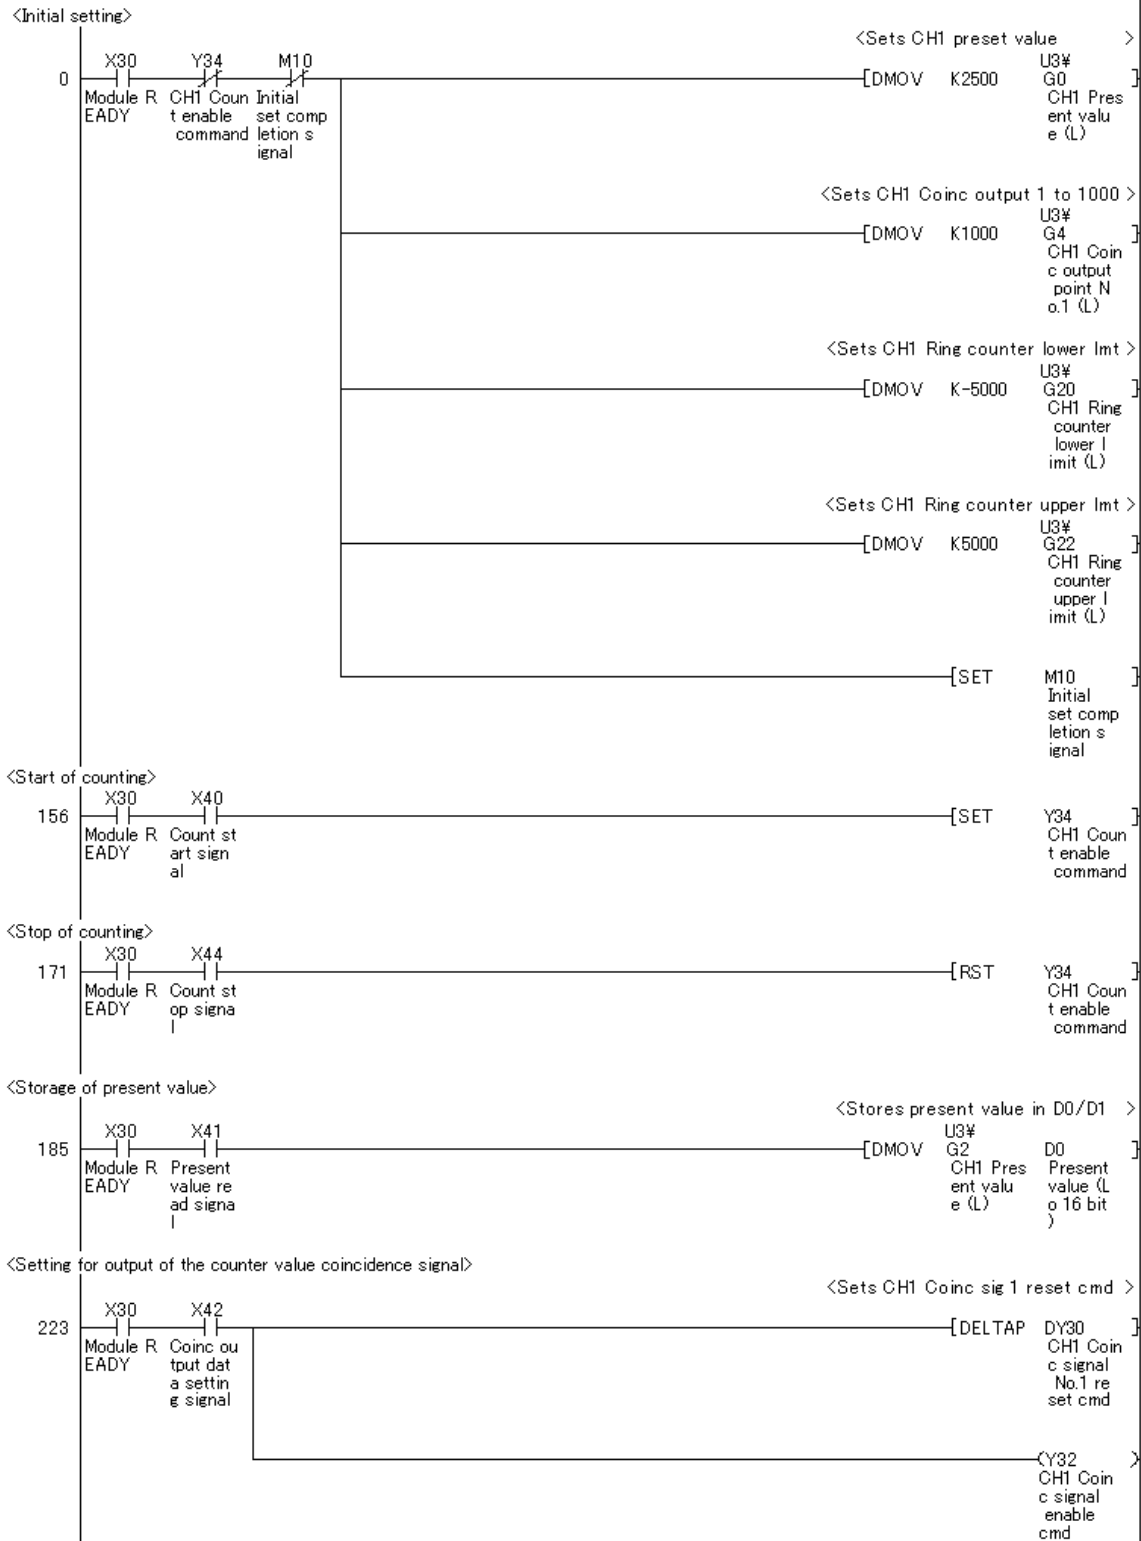 <Initial setting>
<Sets CH1 preset value >
X30 Y34 M10 U3¥
0 [DMOV K2500 G0 ]
Module R CH1 Coun Initial CH1 Pres
EADY t enable set comp ent valu
command letion s e (L)
ignal
<Sets CH1 Coinc output 1 to 1000 >
U3¥
[DMOV K1000 G4 ]
CH1 Coin
c output
point N
o.1 (L)
<Sets CH1 Ring counter lower lmt >
U3¥
[DMOV K-5000 G20 ]
CH1 Ring
counter
lower l
imit (L)
<Sets CH1 Ring counter upper lmt >
U3¥
[DMOV K5000 G22 ]
CH1 Ring
counter
upper l
imit (L)
[SET M10 ]
Initial
set comp
letion s
ignal
<Start of counting>
X30 X40
156 [SET Y34 ]
Module R Count st CH1 Coun
EADY art sign t enable
al command
<Stop of counting>
X30 X44
171 [RST Y34 ]
Module R Count st CH1 Coun
EADY op signa t enable
l command
<Storage of present value>
<Stores present value in D0/D1 >
X30 X41 U3¥
185 [DMOV G2 D0 ]
Module R Present CH1 Pres Present
EADY value re ent valu value (L
ad signa e (L) o 16 bit
l )
<Setting for output of the counter value coincidence signal>
<Sets CH1 Coinc sig 1 reset cmd >
X30 X42
223 [DELTAP DY30 ]
Module R Coinc ou CH1 Coin
EADY tput dat c signal
a settin No.1 re
g signal set cmd
(Y32 )
CH1 Coin
c signal
enable
cmd